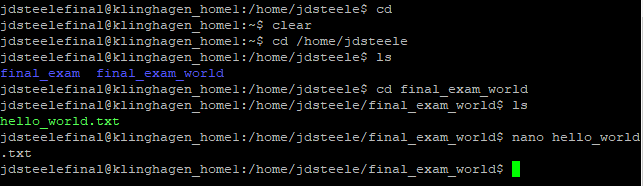 jdsteelefinal@klinghagen_home1:/home/jdsteele$ cd
jdsteelefinal@klinghagen_home1:~$ clear
jdsteelefinal@klinghagen_home1:~$ cd /home/jdsteele
jdsteelefinal@klinghagen_home1:/home/jdsteele$ ls
final_exam  final_exam_world
jdsteelefinal@klinghagen_home1:/home/jdsteele$ cd final_exam_world
jdsteelefinal@klinghagen_home1:/home/jdsteele/final_exam_world$ ls
hello_world.txt
jdsteelefinal@klinghagen_home1:/home/jdsteele/final_exam_world$ nano hello_world
.txt
jdsteelefinal@klinghagen_home1:/home/jdsteele/final_exam_world$